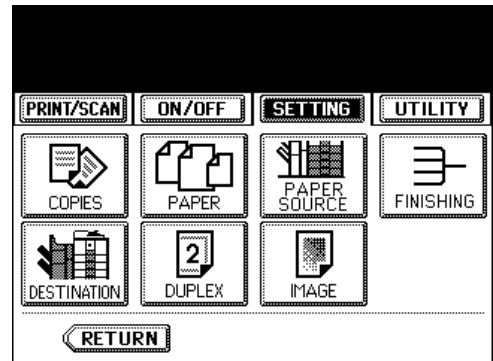 PRINT/SCAN ON/OFF SETTING UTILITY
COPIES PAPER PAPER SOURCE FINISHING
DESTINATION 2 DUPLEX IMAGE
RETURN